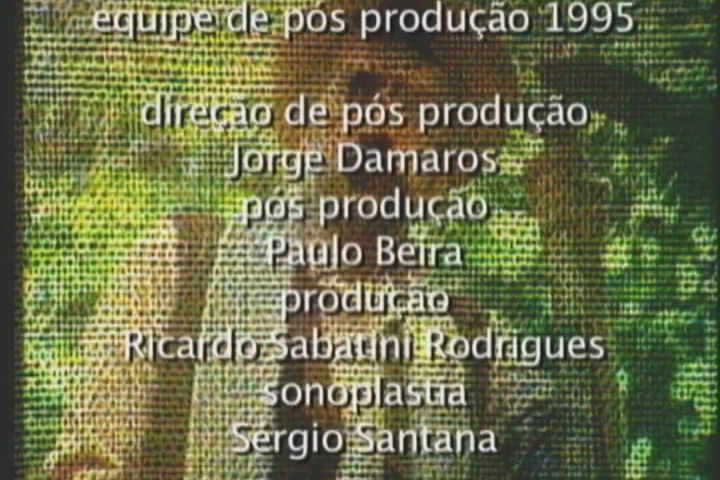 equipe de pós produção 1995
direção de pós produção
Jorge Damaros
pós produção
Paulo Beira
produção
Ricardo Sabatini Rodrigues
sonoplastia
Sérgio Santana